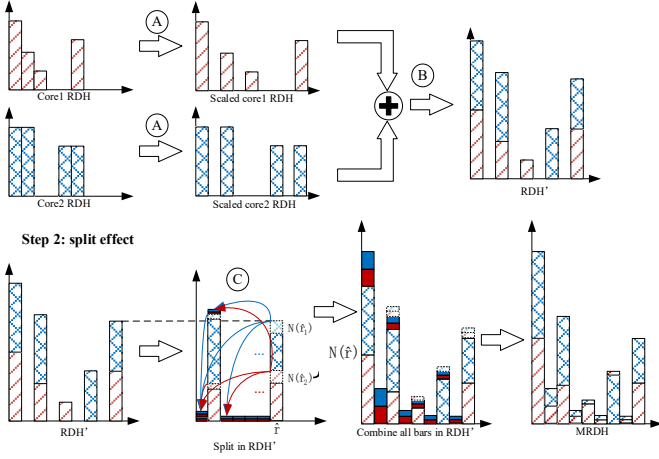 A
A
B
Core1 RDH
Scaled core1 RDH
Core2 RDH
Scaled core2 RDH
RDH'
Step 2: split effect
C
N(r̂₁)
...
N(r̂₂)
...
N(r̂)
r̂
RDH'
Split in RDH'
Combine all bars in RDH'
MRDH